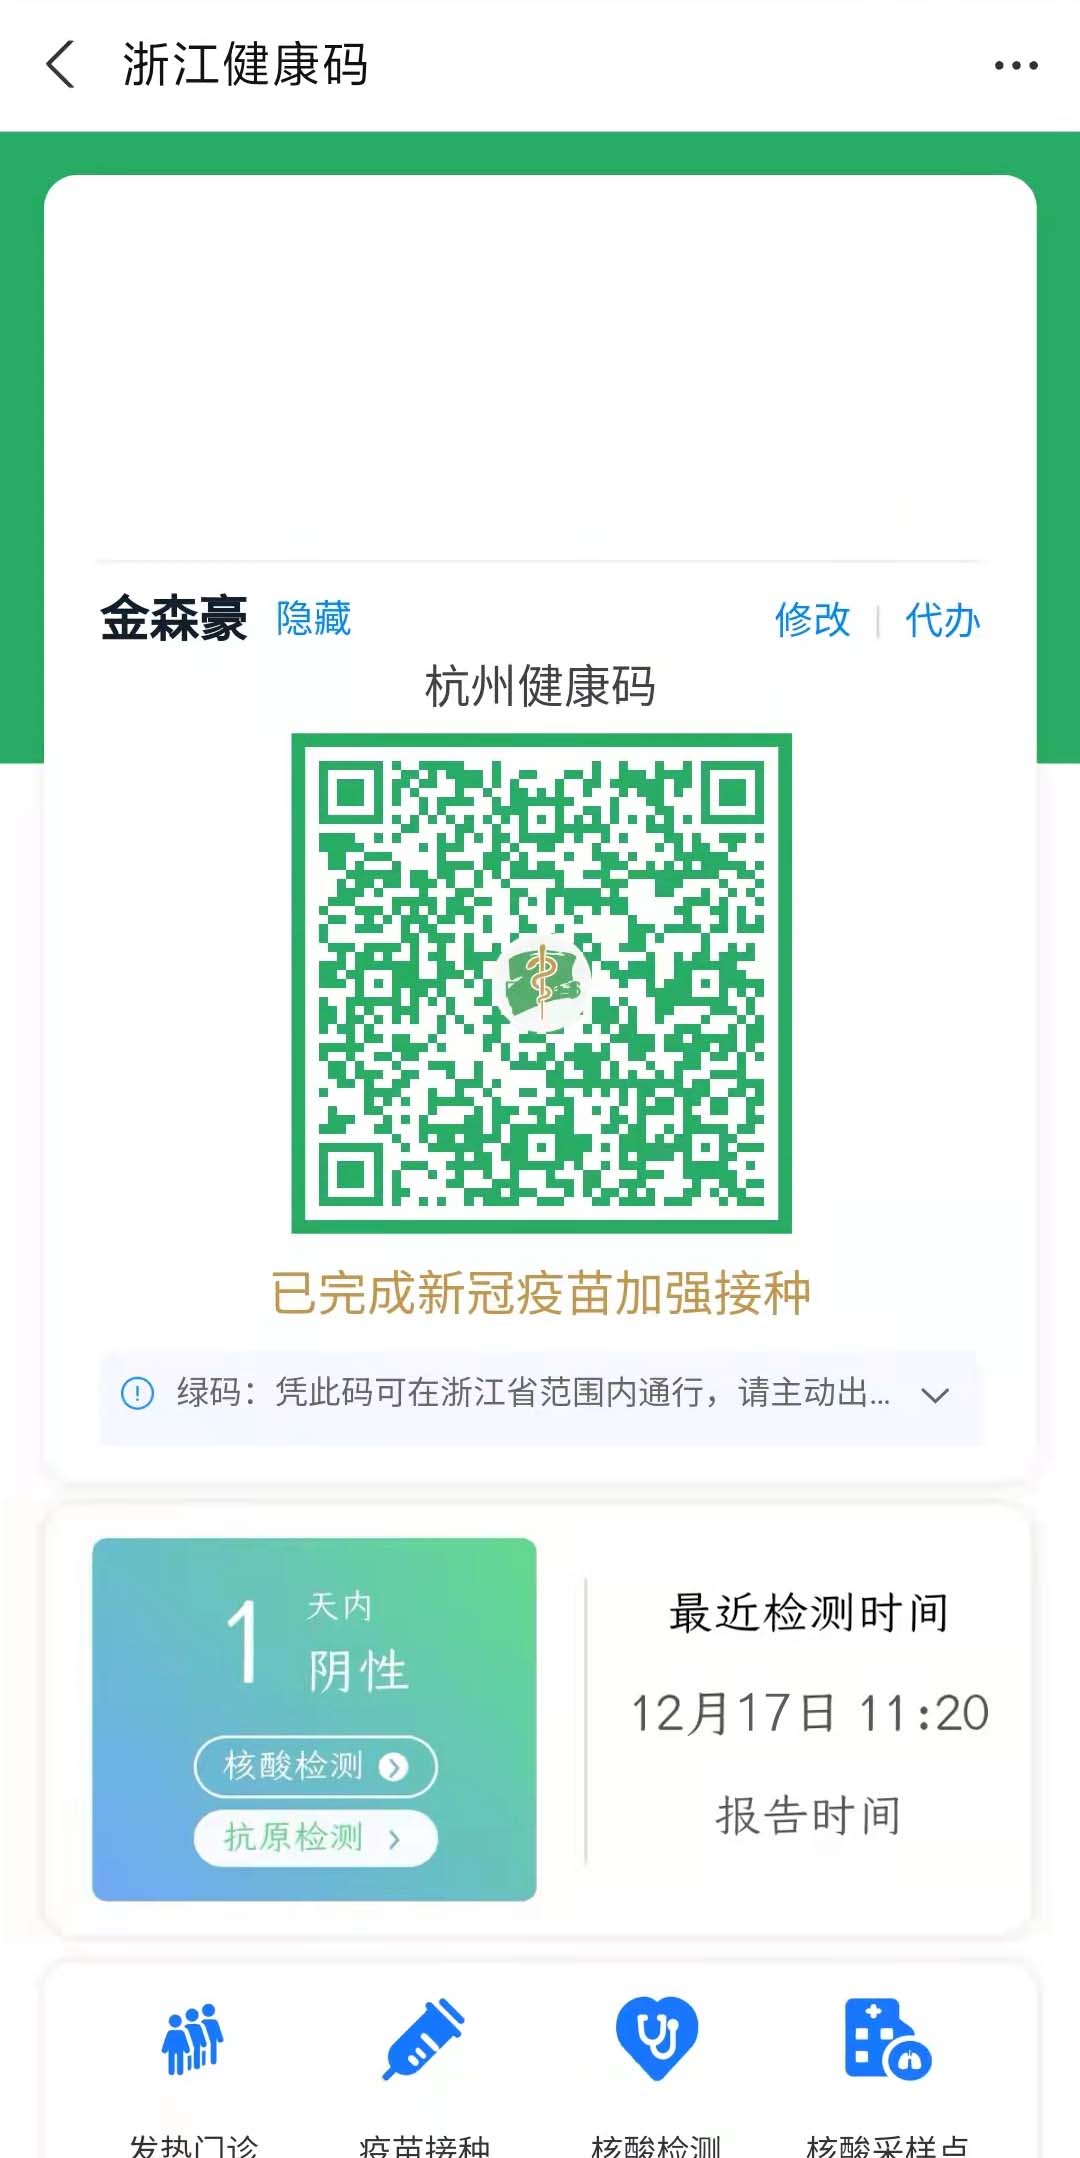 浙江健康码
金森豪 隐藏 修改 | 代办
杭州健康码
已完成新冠疫苗加强接种
绿码：凭此码可在浙江省范围内通行，请主动出...
1 天内
阴性
核酸检测
抗原检测
最近检测时间
12月17日 11:20
报告时间
发热门诊 疫苗接种 核酸检测 核酸采样点